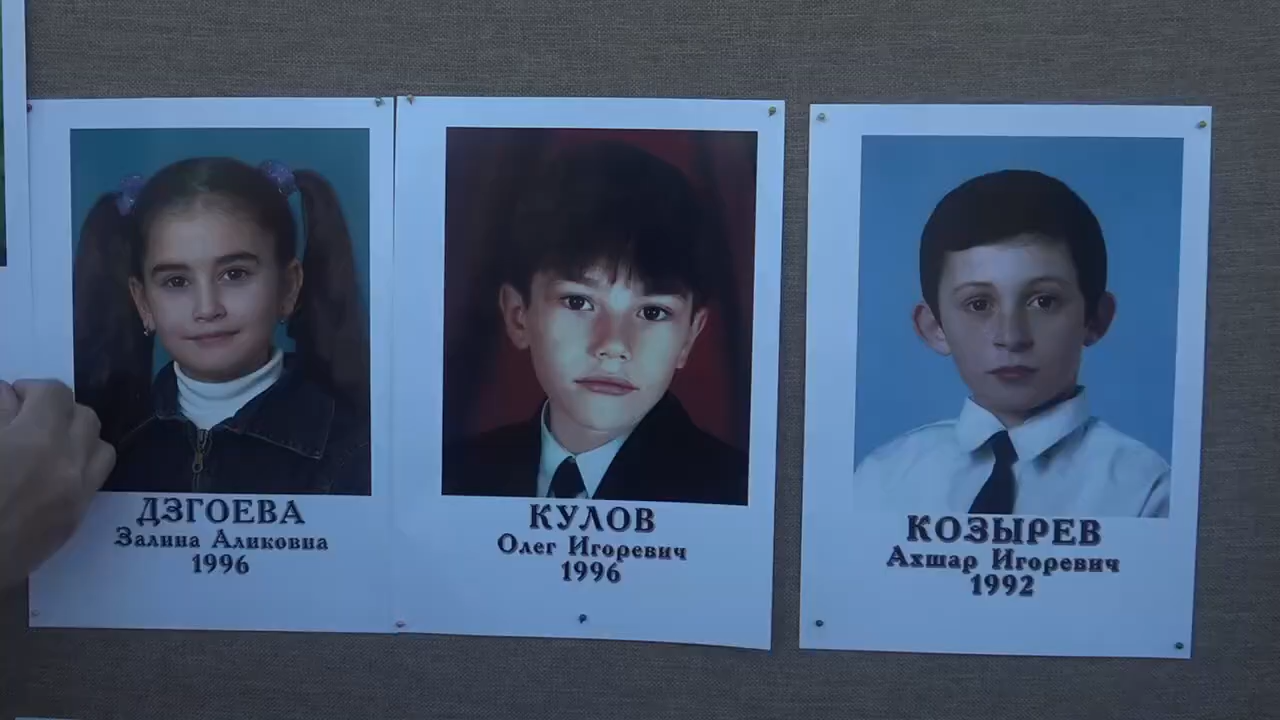 ДЗГОЕВА
Залина Аликовна
1996
КУЛОВ
Олег Игоревич
1996
КОЗЫРЕВ
Ахшар Игоревич
1992